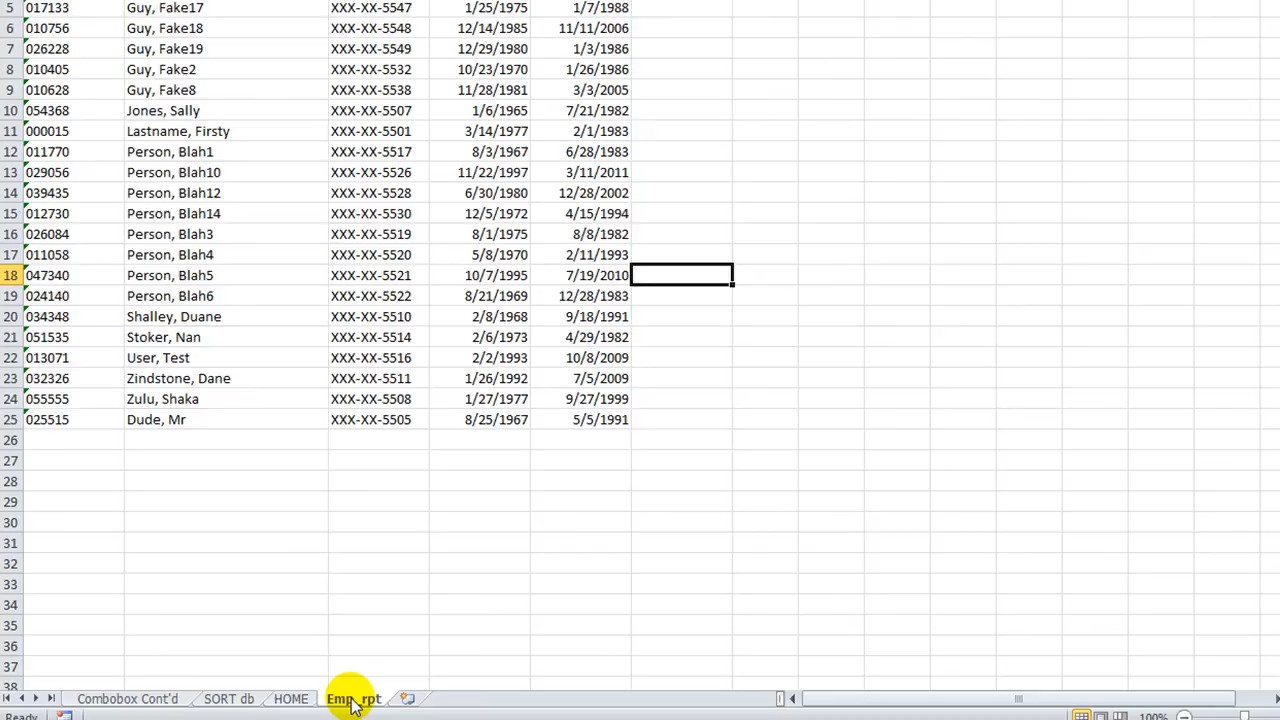 5 017133 Guy, Fake17 XXX-XX-5547 1/25/1975 1/7/1988
6 010756 Guy, Fake18 XXX-XX-5548 12/14/1985 11/11/2006
7 026228 Guy, Fake19 XXX-XX-5549 12/29/1980 1/3/1986
8 010405 Guy, Fake2 XXX-XX-5532 10/23/1970 1/26/1986
9 010628 Guy, Fake8 XXX-XX-5538 11/28/1981 3/3/2005
10 054368 Jones, Sally XXX-XX-5507 1/6/1965 7/21/1982
11 000015 Lastname, Firsty XXX-XX-5501 3/14/1977 2/1/1983
12 011770 Person, Blah1 XXX-XX-5517 8/3/1967 6/28/1983
13 029056 Person, Blah10 XXX-XX-5526 11/22/1997 3/11/2011
14 039435 Person, Blah12 XXX-XX-5528 6/30/1980 12/28/2002
15 012730 Person, Blah14 XXX-XX-5530 12/5/1972 4/15/1994
16 026084 Person, Blah3 XXX-XX-5519 8/1/1975 8/8/1982
17 011058 Person, Blah4 XXX-XX-5520 5/8/1970 2/11/1993
18 047340 Person, Blah5 XXX-XX-5521 10/7/1995 7/19/2010
19 024140 Person, Blah6 XXX-XX-5522 8/21/1969 12/28/1983
20 034348 Shalley, Duane XXX-XX-5510 2/8/1968 9/18/1991
21 051535 Stoker, Nan XXX-XX-5514 2/6/1973 4/29/1982
22 013071 User, Test XXX-XX-5516 2/2/1993 10/8/2009
23 032326 Zindstone, Dane XXX-XX-5511 1/26/1992 7/5/2009
24 055555 Zulu, Shaka XXX-XX-5508 1/27/1977 9/27/1999
25 025515 Dude, Mr XXX-XX-5505 8/25/1967 5/5/1991
26
27
28
29
30
31
32
33
34
35
36
37
38
Combobox Cont'd SORT db HOME Emp_rpt
Ready 100%